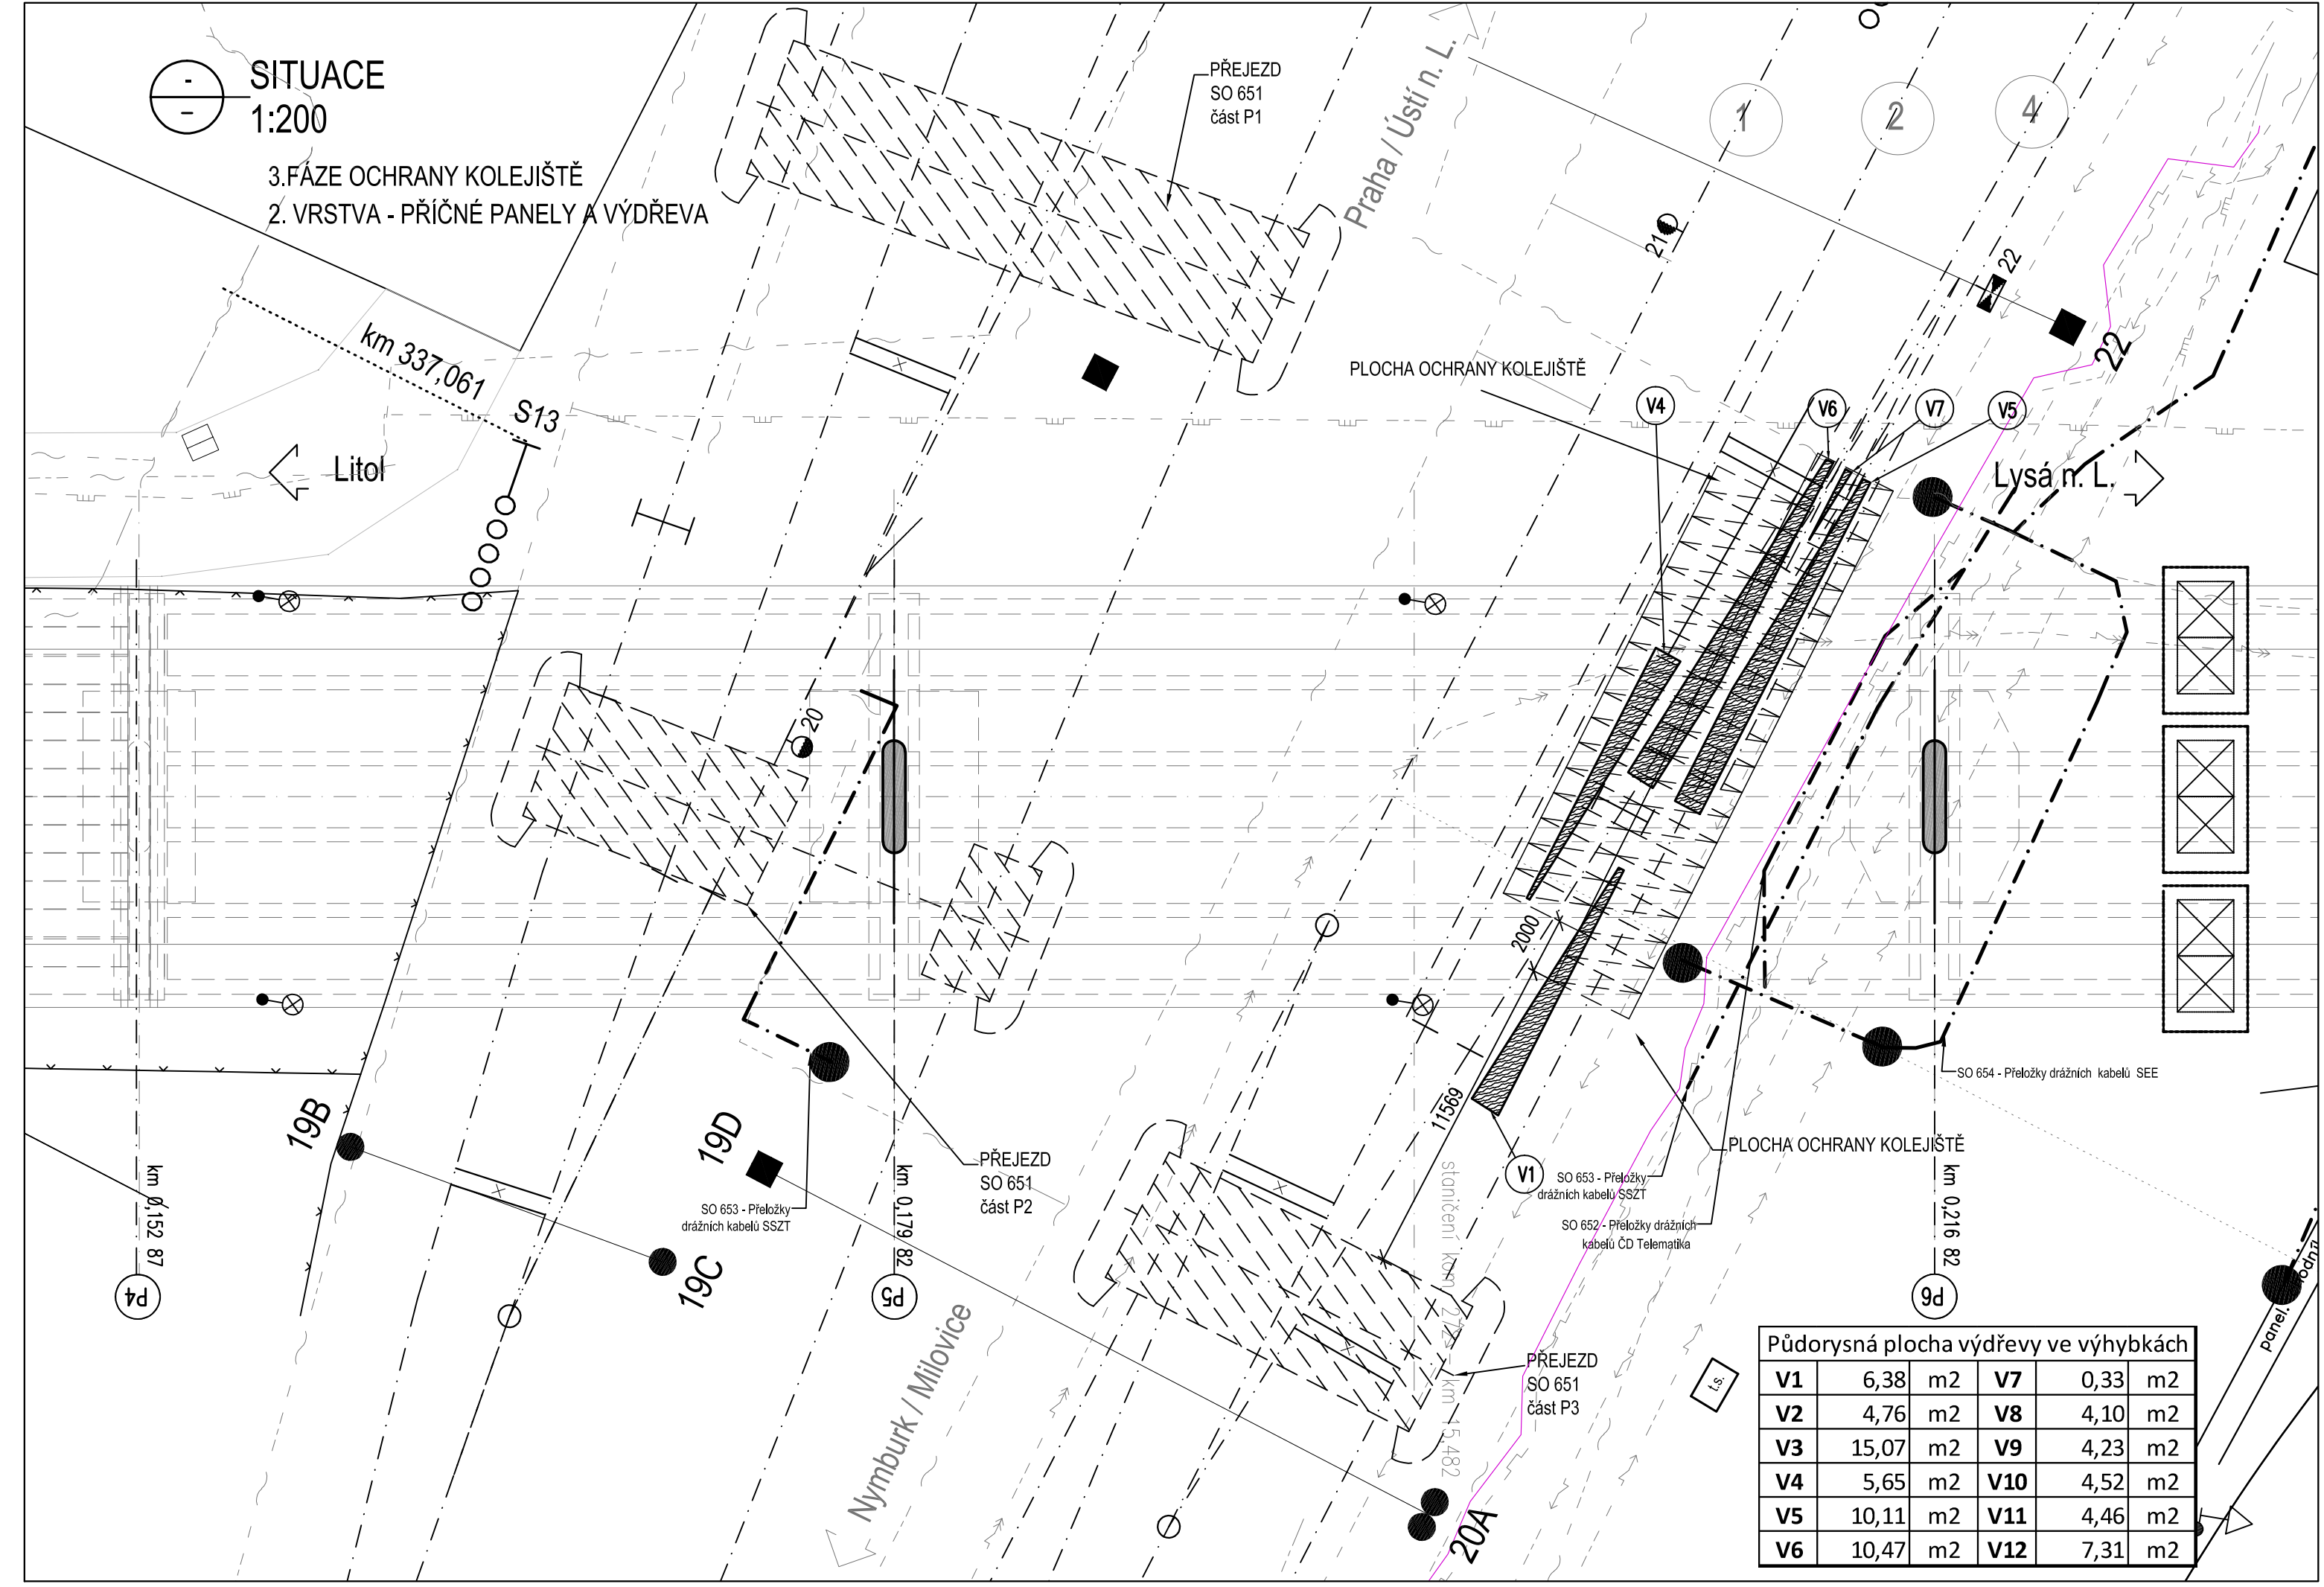 SITUACE
1:200
3.FÁZE OCHRANY KOLEJIŠTĚ
2. VRSTVA - PŘÍČNÉ PANELY A VÝDŘEVA
PŘEJEZD
SO 651
část P1
Praha / Ústí n. L.
1
2
4
21
22
22
km 337,061
S13
Litol
PLOCHA OCHRANY KOLEJIŠTĚ
V4
V6
V7
V5
Lysá n. L.
20
2000
11569
19B
19D
19C
SO 653 - Přeložky
drážních kabelů SSZT
PŘEJEZD
SO 651
část P2
SO 654 - Přeložky drážních kabelů SEE
PLOCHA OCHRANY KOLEJIŠTĚ
V1
SO 653 - Přeložky
drážních kabelů SSZT
SO 652 - Přeložky drážních
kabelů ČD Telematika
km 0,152 87
P4
km 0,179 82
P5
km 0,216 82
P6
Nymburk / Milovice
PŘEJEZD
SO 651
část P3
20A
t.s.
panel.
Půdorysná plocha výdřevy ve výhybkách
V1 6,38 m2 V7 0,33 m2
V2 4,76 m2 V8 4,10 m2
V3 15,07 m2 V9 4,23 m2
V4 5,65 m2 V10 4,52 m2
V5 10,11 m2 V11 4,46 m2
V6 10,47 m2 V12 7,31 m2